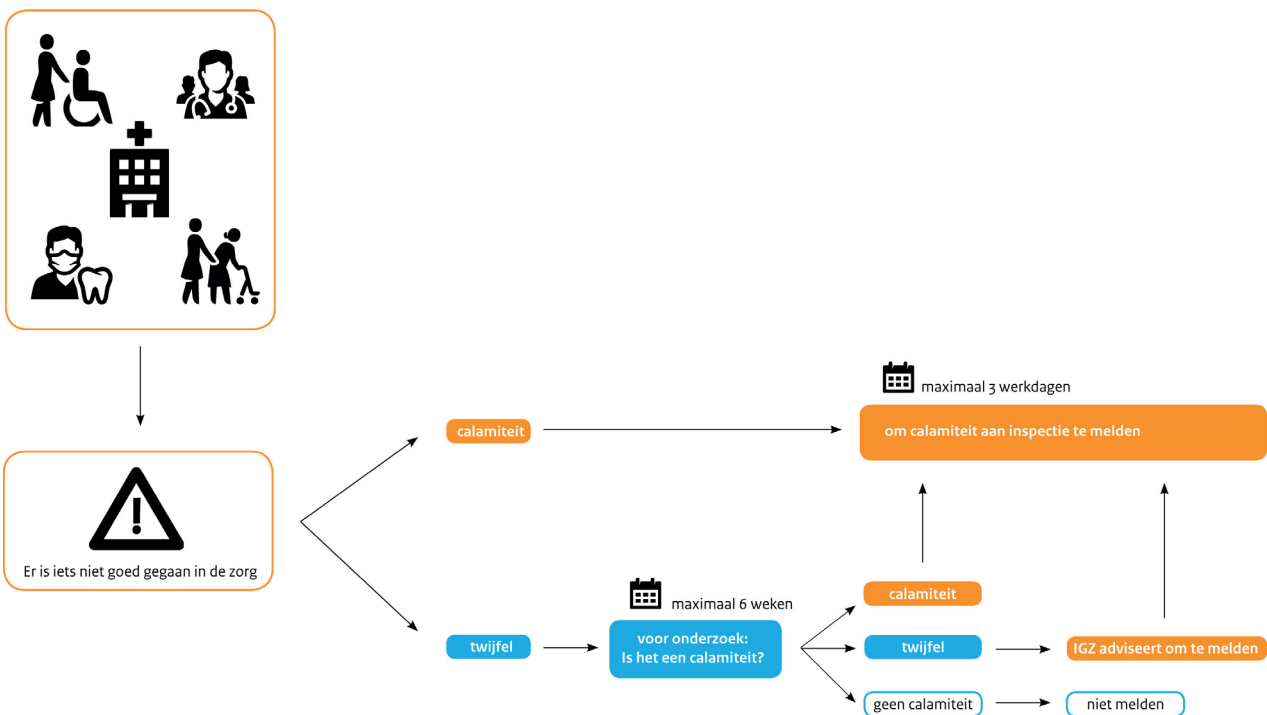 maximaal 3 werkdagen
calamiteit
om calamiteit aan inspectie te melden
Er is iets niet goed gegaan in de zorg
maximaal 6 weken
calamiteit
twijfel
voor onderzoek:
Is het een calamiteit?
twijfel
IGZ adviseert om te melden
geen calamiteit
niet melden